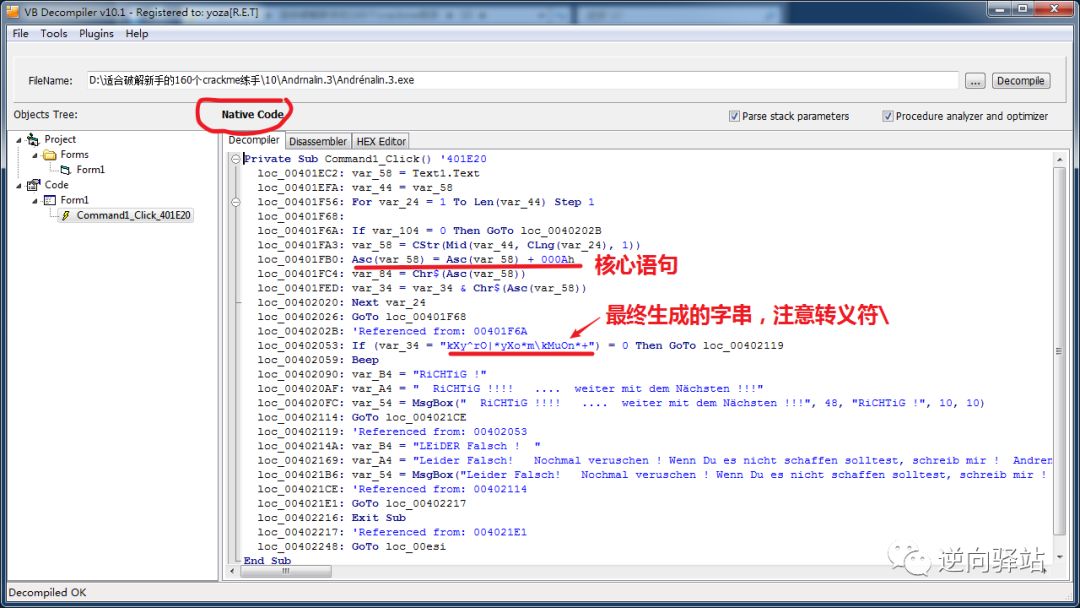 VB Decompiler v10.1 - Registered to: yoza[R.E.T]
File Tools Plugins Help
FileName: D:\适合破解新手的160个crackme练手\10\Andrnalin.3\Andrénalin.3.exe ... Decompile
Objects Tree: Native Code Parse stack parameters Procedure analyzer and optimizer
Project
Forms
Form1
Code
Form1
Command1_Click_401E20
Decompiler Disassembler HEX Editor
Private Sub Command1_Click() '401E20
loc_00401EC2: var_58 = Text1.Text
loc_00401EFA: var_44 = var_58
loc_00401F56: For var_24 = 1 To Len(var_44) Step 1
loc_00401F68:
loc_00401F6A: If var_104 = 0 Then GoTo loc_0040202B
loc_00401FA3: var_58 = CStr(Mid(var_44, CLng(var_24), 1))
loc_00401FB0: Asc(var_58) = Asc(var_58) + 000Ah 核心语句
loc_00401FC4: var_84 = Chr$(Asc(var_58))
loc_00401FED: var_34 = var_34 & Chr$(Asc(var_58))
loc_00402020: Next var_24
loc_00402026: GoTo loc_00401F68
最终生成的字串，注意转义符\
loc_0040202B: 'Referenced from: 00401F6A
loc_00402053: If (var_34 = "kXy^rO|*yXo*m\kMuOn*+") = 0 Then GoTo loc_00402119
loc_00402059: Beep
loc_00402090: var_B4 = "RiCHTiG !"
loc_004020AF: var_A4 = "  RiCHTiG !!!!   ....  weiter mit dem Nächsten !!!"
loc_004020FC: var_54 = MsgBox("  RiCHTiG !!!!   ....  weiter mit dem Nächsten !!!", 48, "RiCHTiG !", 10, 10)
loc_00402114: GoTo loc_004021CE
loc_00402119: 'Referenced from: 00402053
loc_0040214A: var_B4 = "LEiDER Falsch !  "
loc_00402169: var_A4 = "Leider Falsch!   Nochmal veruschen ! Wenn Du es nicht schaffen solltest, schreib mir !  Andren
loc_004021B6: var_54 = MsgBox("Leider Falsch!   Nochmal veruschen ! Wenn Du es nicht schaffen solltest, schreib mir !
loc_004021CE: 'Referenced from: 00402114
loc_004021E1: GoTo loc_00402217
loc_00402216: Exit Sub
loc_00402217: 'Referenced from: 004021E1
loc_00402248: GoTo loc_00esi
End Sub
逆向驿站
Decompiled OK